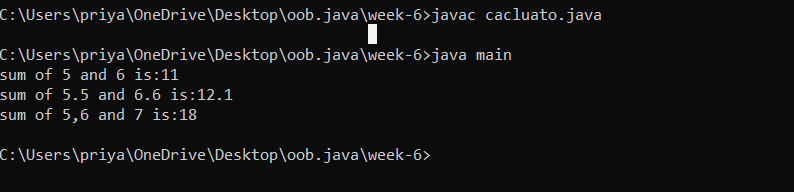 C:\Users\priya\OneDrive\Desktop\oob.java\week-6>javac cacluato.java
C:\Users\priya\OneDrive\Desktop\oob.java\week-6>java main
sum of 5 and 6 is:11
sum of 5.5 and 6.6 is:12.1
sum of 5,6 and 7 is:18
C:\Users\priya\OneDrive\Desktop\oob.java\week-6>